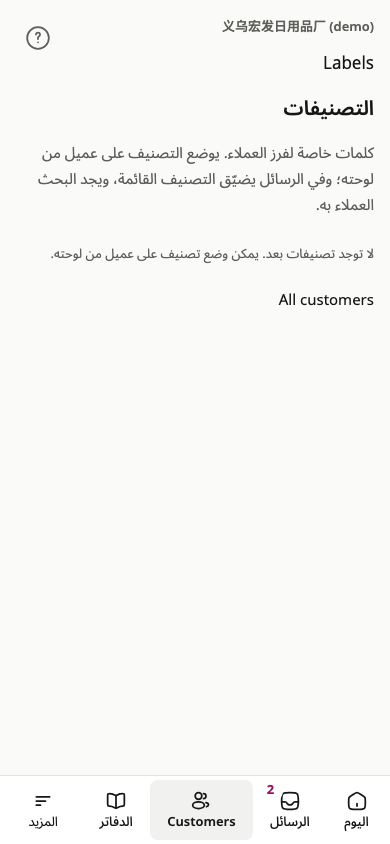 义乌宏发日用品厂 (demo)
Labels
التصنيفات
كلمات خاصة لفرز العملاء. يوضع التصنيف على عميل من
لوحته؛ وفي الرسائل يضيّق التصنيف القائمة، ويجد البحث
العملاء به.
لا توجد تصنيفات بعد. يمكن وضع تصنيف على عميل من لوحته.
All customers
اليوم
2
الرسائل
Customers
الدفاتر
المزيد